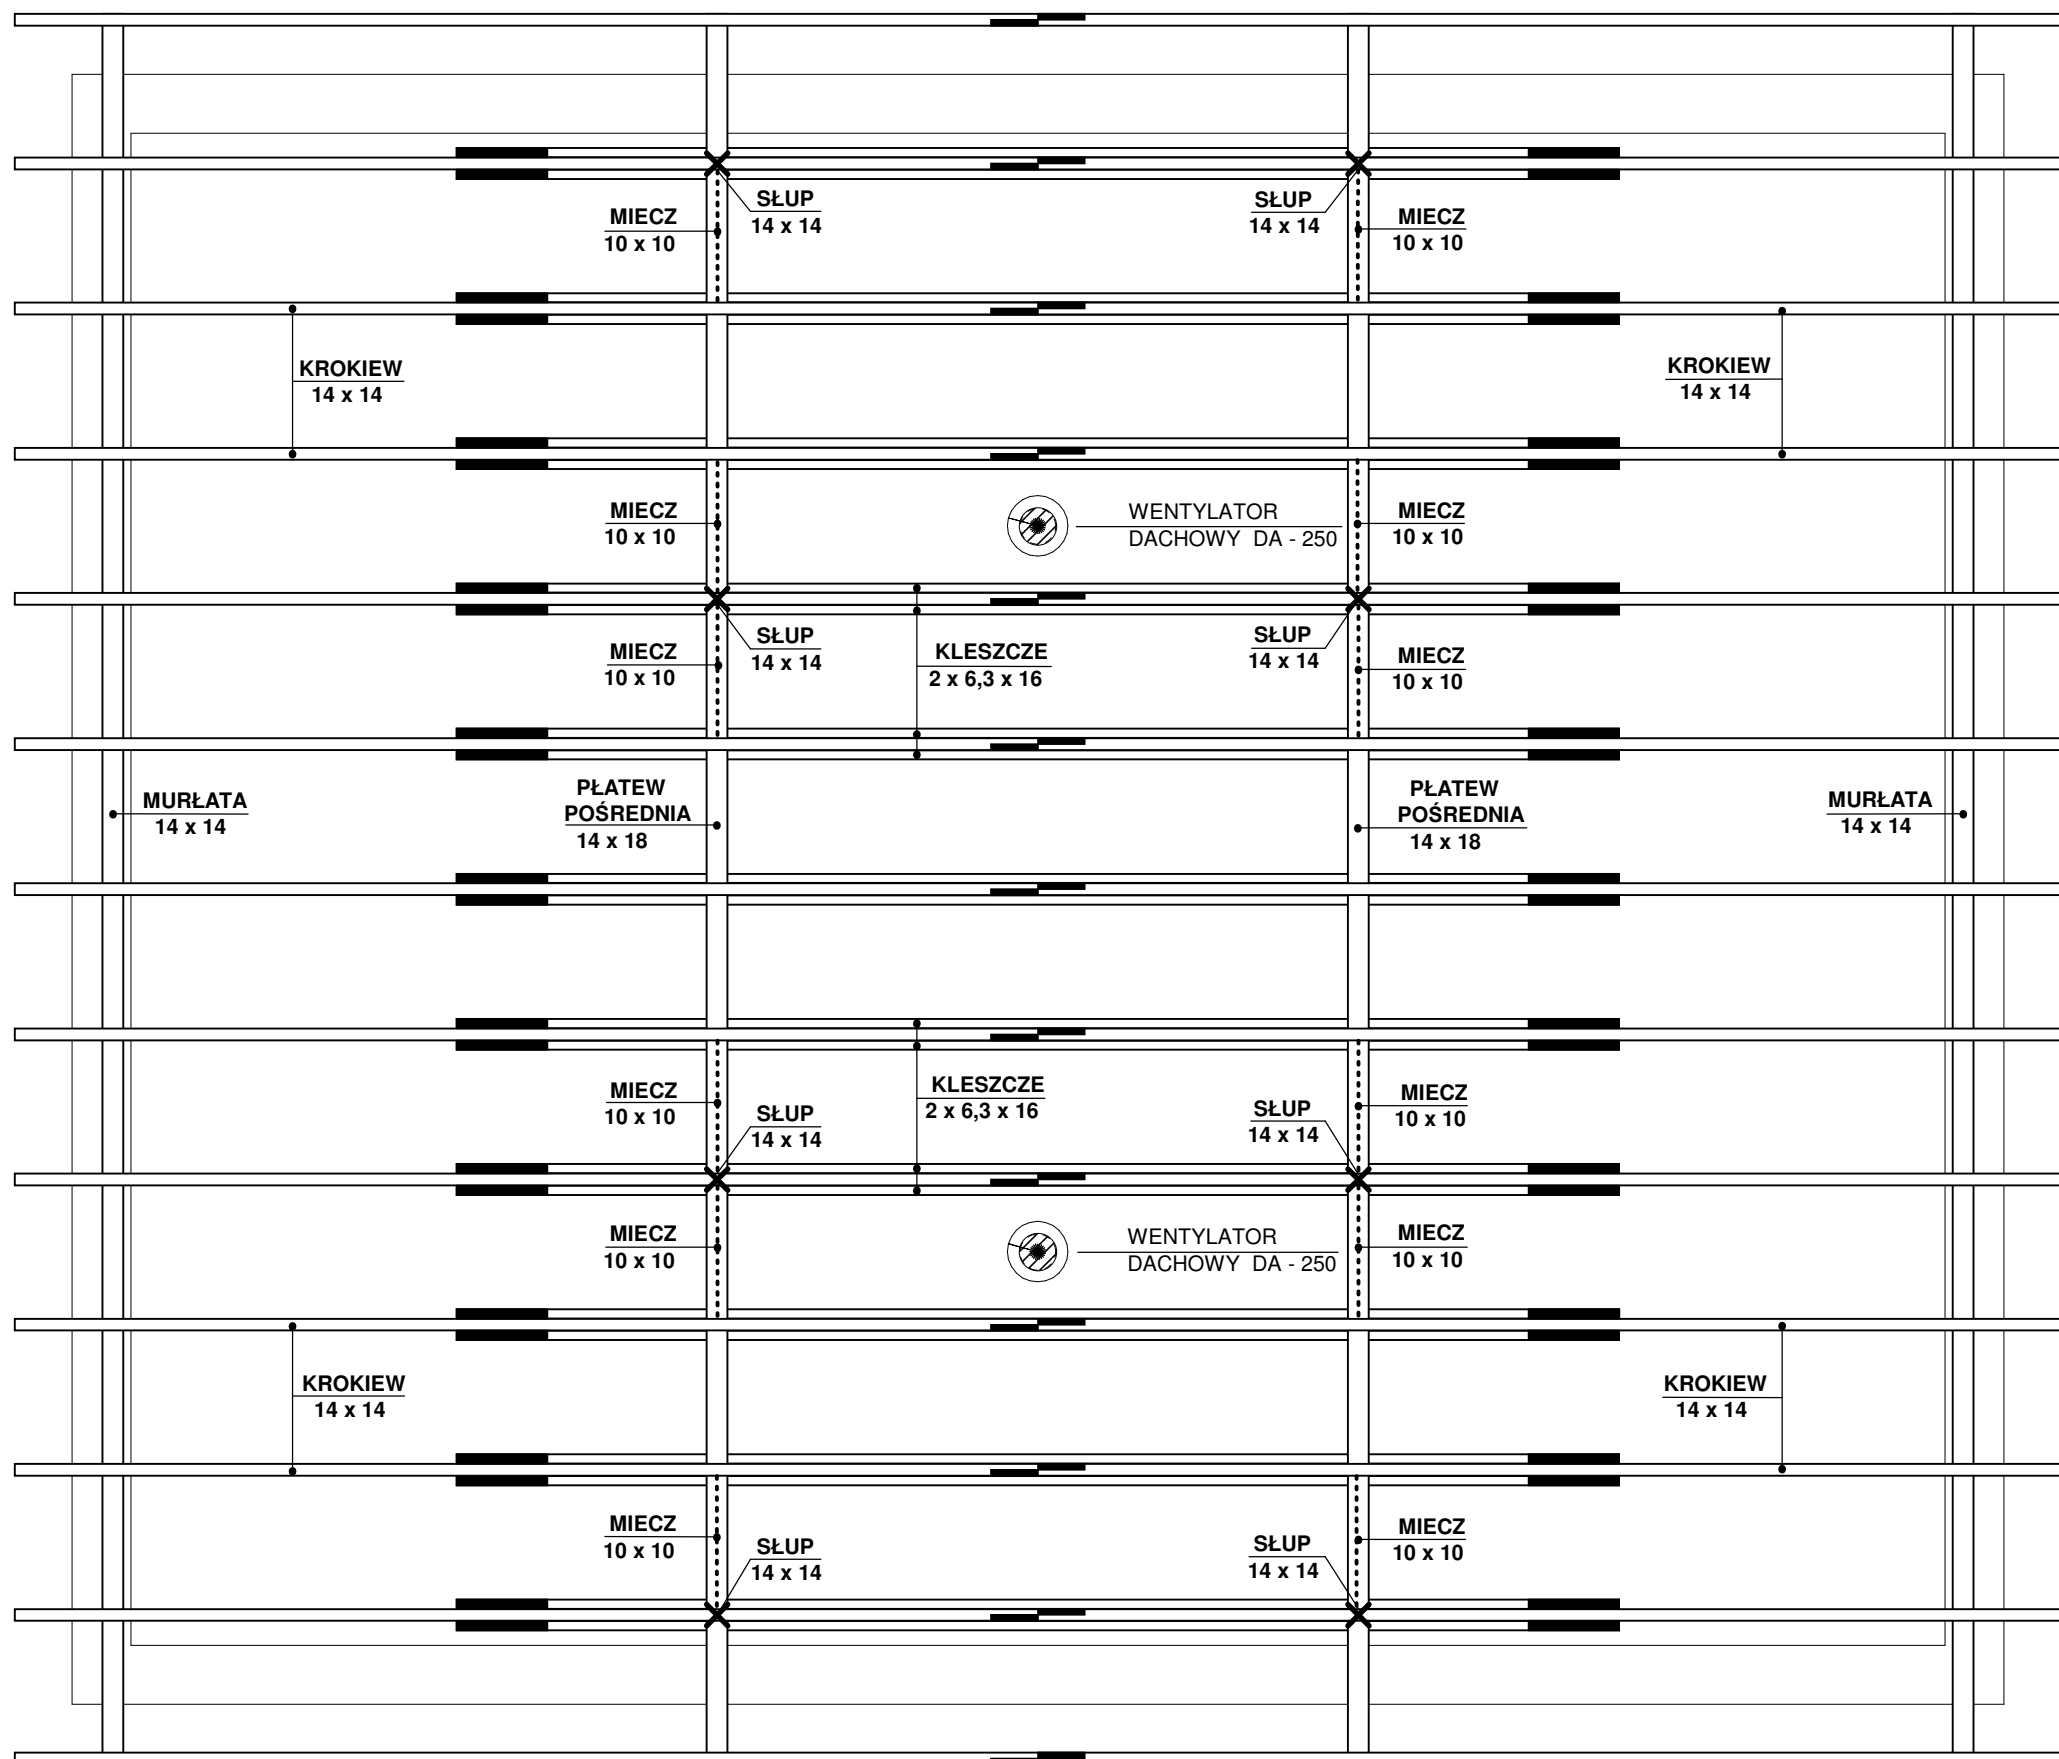 SŁUP
14 x 14
SŁUP
14 x 14
MIECZ
10 x 10
MIECZ
10 x 10
KROKIEW
14 x 14
KROKIEW
14 x 14
MIECZ
10 x 10
WENTYLATOR
DACHOWY DA - 250
MIECZ
10 x 10
MIECZ
10 x 10
SŁUP
14 x 14
KLESZCZE
2 x 6,3 x 16
SŁUP
14 x 14
MIECZ
10 x 10
MURŁATA
14 x 14
PŁATEW
POŚREDNIA
14 x 18
PŁATEW
POŚREDNIA
14 x 18
MURŁATA
14 x 14
MIECZ
10 x 10
SŁUP
14 x 14
KLESZCZE
2 x 6,3 x 16
SŁUP
14 x 14
MIECZ
10 x 10
MIECZ
10 x 10
WENTYLATOR
DACHOWY DA - 250
MIECZ
10 x 10
KROKIEW
14 x 14
KROKIEW
14 x 14
MIECZ
10 x 10
SŁUP
14 x 14
SŁUP
14 x 14
MIECZ
10 x 10